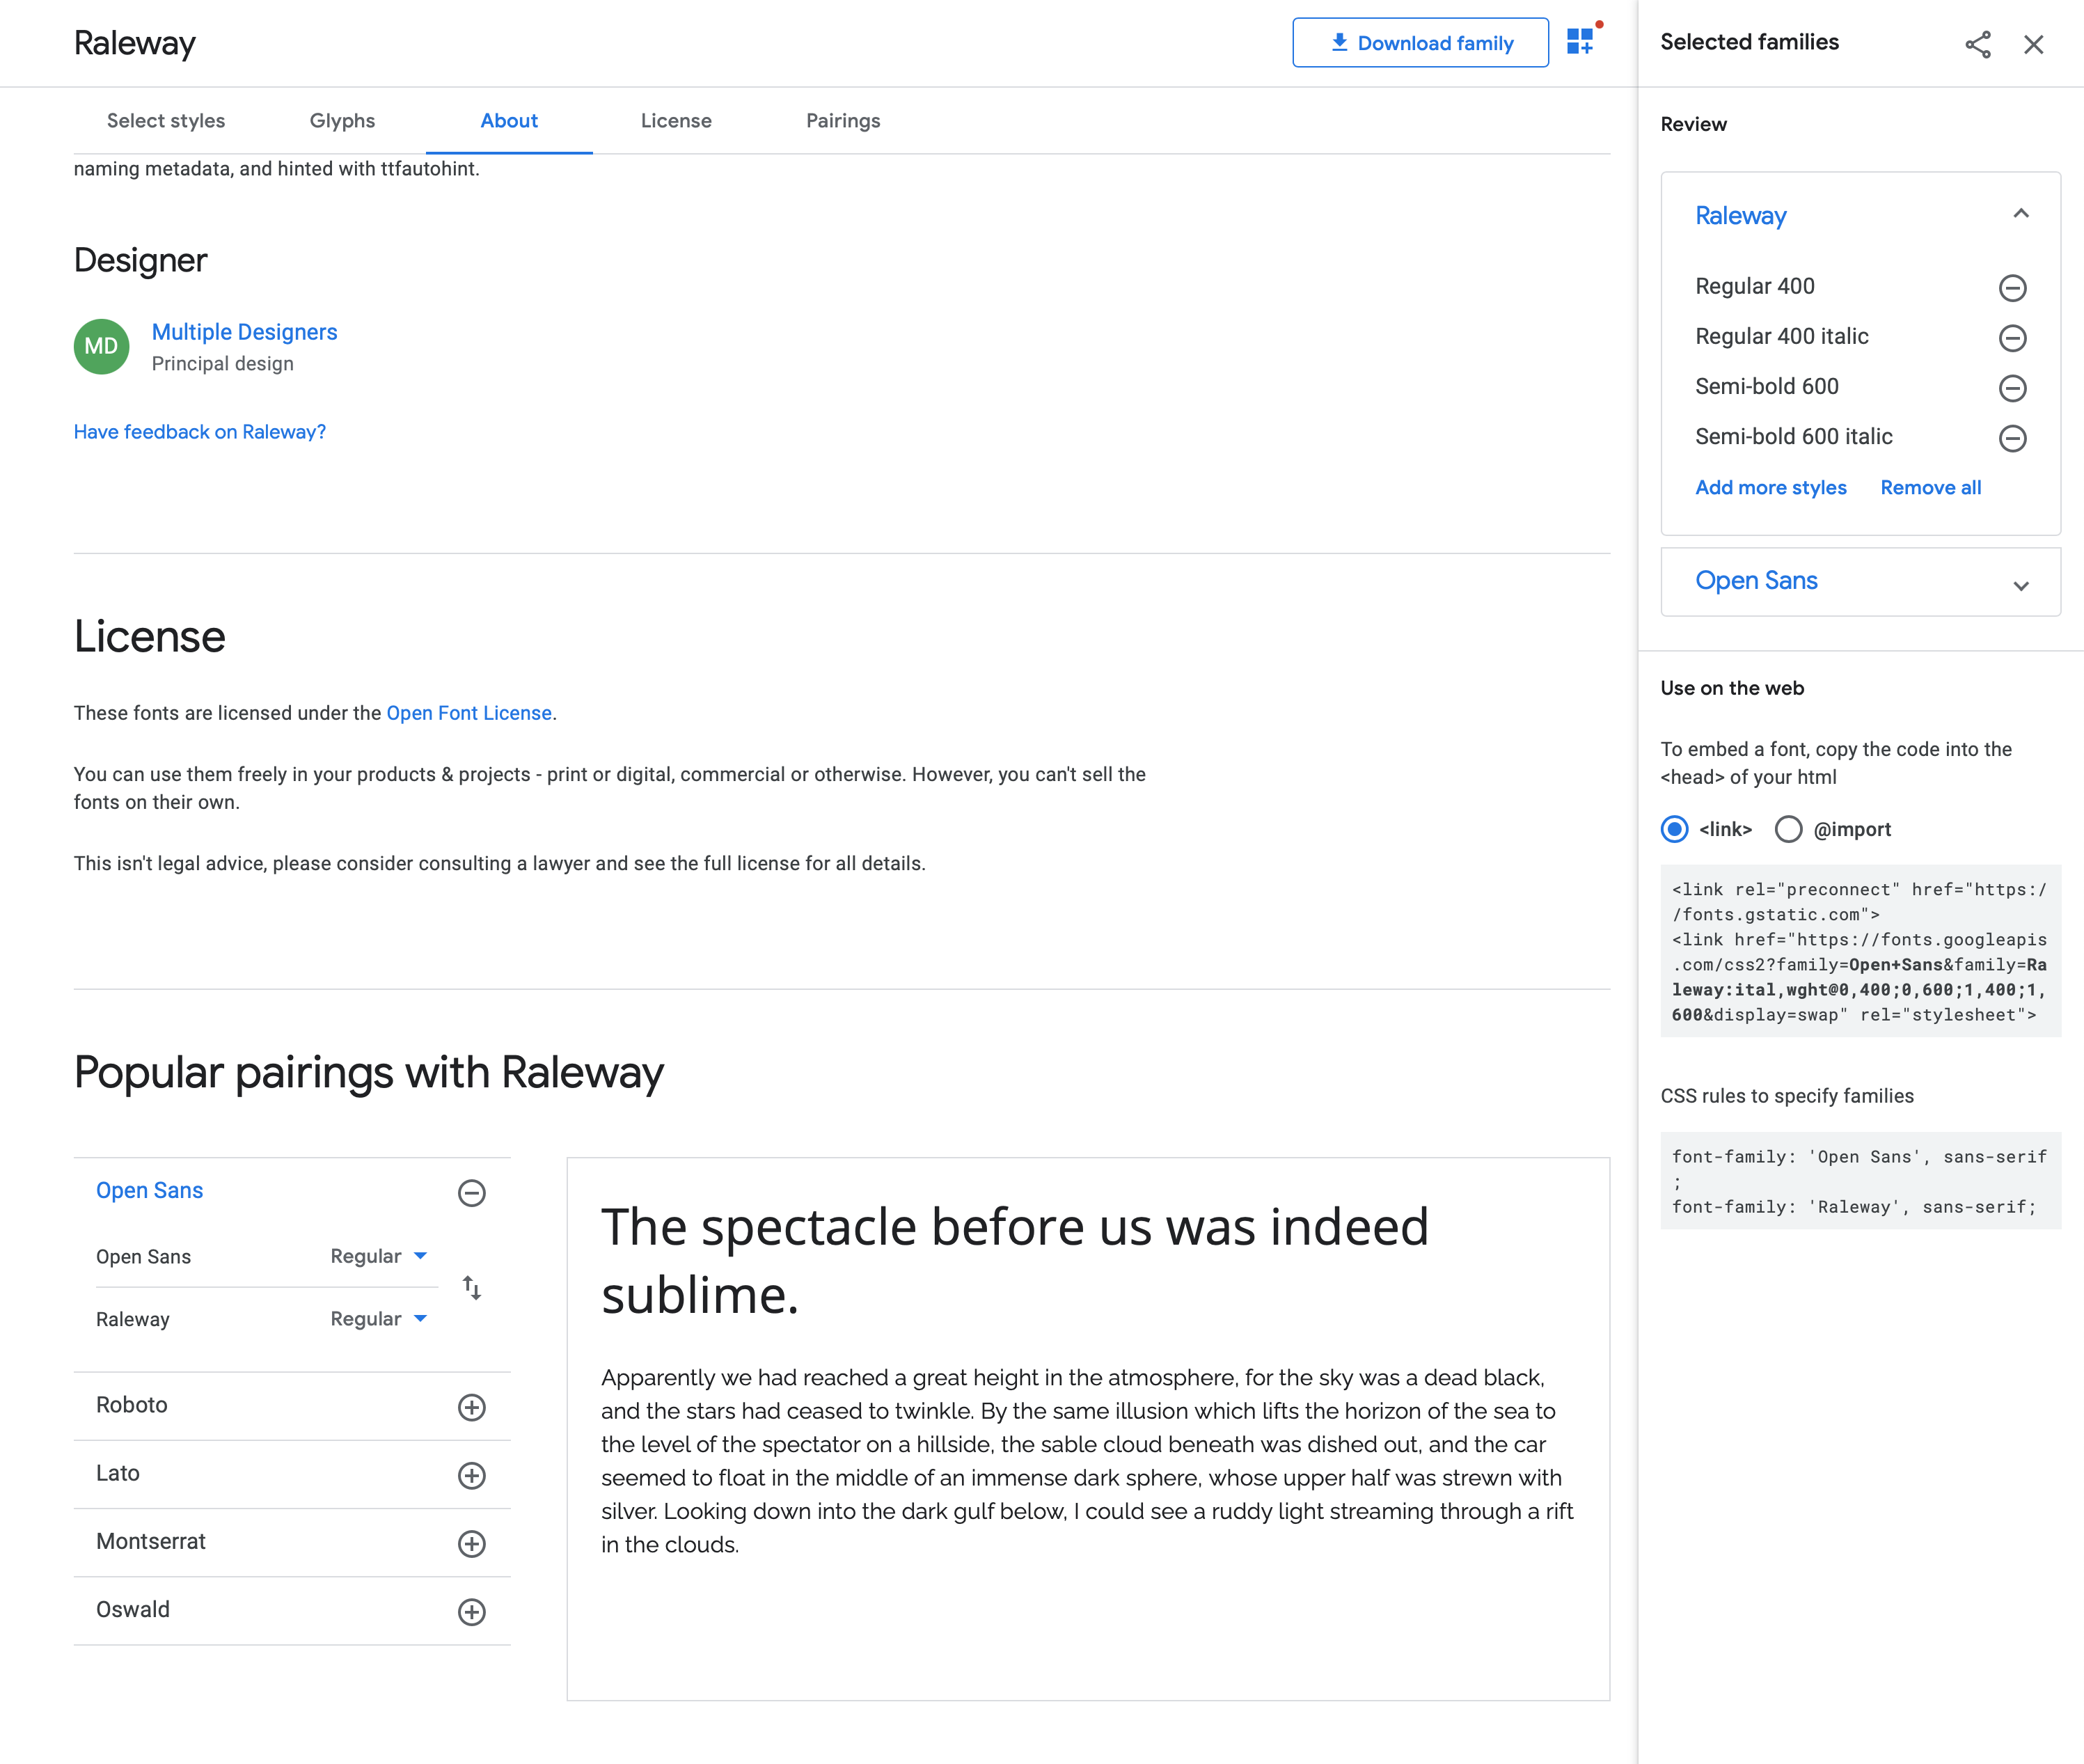 Raleway
Download family
Select styles
Glyphs
About
License
Pairings
naming metadata, and hinted with ttfautohint.
Designer
MD
Multiple Designers
Principal design
Have feedback on Raleway?
License
These fonts are licensed under the Open Font License.
You can use them freely in your products & projects - print or digital, commercial or otherwise. However, you can't sell the
fonts on their own.
This isn't legal advice, please consider consulting a lawyer and see the full license for all details.
Popular pairings with Raleway
Open Sans
Open Sans
Regular
Raleway
Regular
Roboto
Lato
Montserrat
Oswald
The spectacle before us was indeed
sublime.
Apparently we had reached a great height in the atmosphere, for the sky was a dead black,
and the stars had ceased to twinkle. By the same illusion which lifts the horizon of the sea to
the level of the spectator on a hillside, the sable cloud beneath was dished out, and the car
seemed to float in the middle of an immense dark sphere, whose upper half was strewn with
silver. Looking down into the dark gulf below, I could see a ruddy light streaming through a rift
in the clouds.
Selected families
Review
Raleway
Regular 400
Regular 400 italic
Semi-bold 600
Semi-bold 600 italic
Add more styles
Remove all
Open Sans
Use on the web
To embed a font, copy the code into the
<head> of your html
<link>
@import
<link rel="preconnect" href="https:/
/fonts.gstatic.com">
<link href="https://fonts.googleapis
.com/css2?family=Open+Sans&family=Ra
leway:ital,wght@0,400;0,600;1,400;1,
600&display=swap" rel="stylesheet">
CSS rules to specify families
font-family: 'Open Sans', sans-serif
;
font-family: 'Raleway', sans-serif;